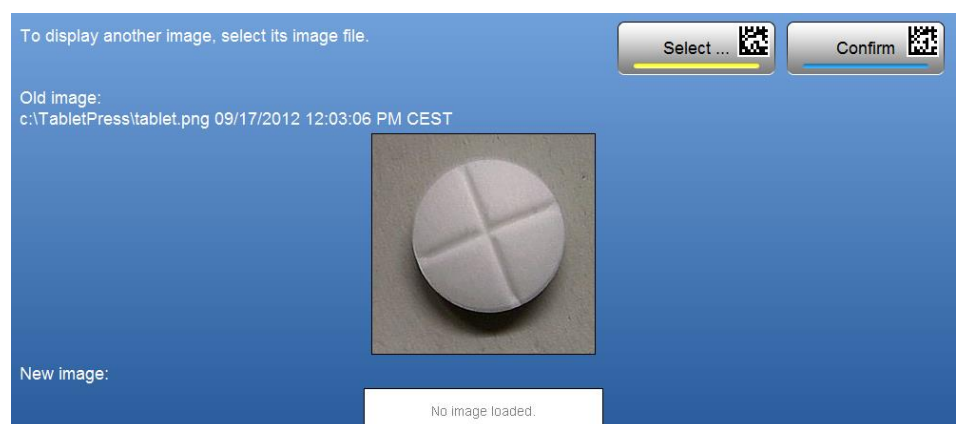 To display another image, select its image file.
Select ...
Confirm
Old image:
c:\TabletPress\tablet.png 09/17/2012 12:03:06 PM CEST
New image:
No image loaded.